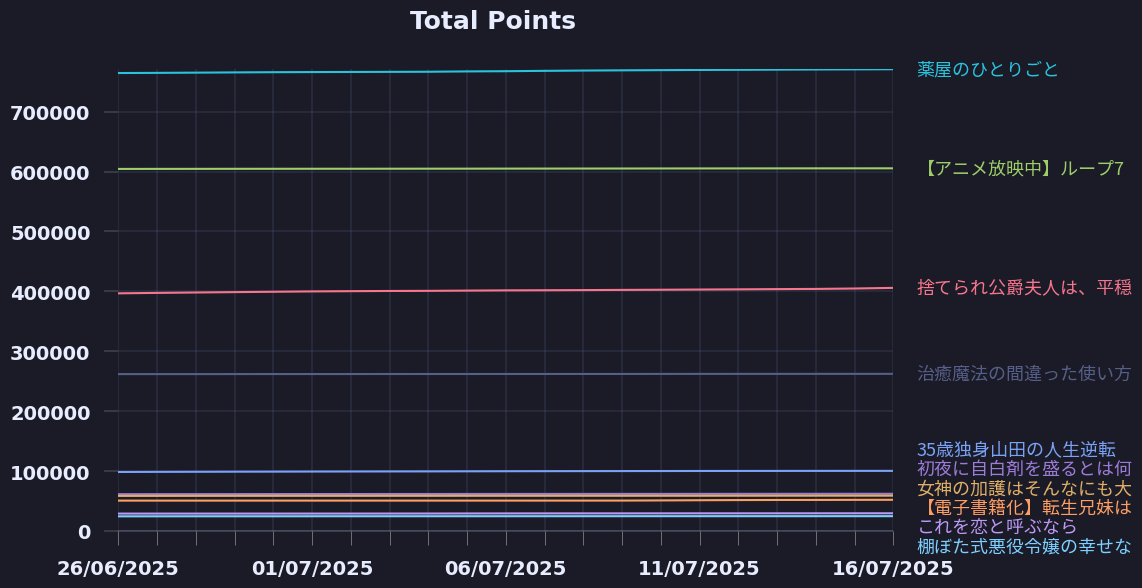 Total Points
700000
600000
500000
400000
300000
200000
100000
0
26/06/2025
01/07/2025
06/07/2025
11/07/2025
16/07/2025
薬屋のひとりごと
【アニメ放映中】ループ7
捨てられ公爵夫人は、平穏
治癒魔法の間違った使い方
35歳独身山田の人生逆転
初夜に自白剤を盛るとは何
女神の加護はそんなにも大
【電子書籍化】転生兄妹は
これを恋と呼ぶなら
棚ぼた式悪役令嬢の幸せな